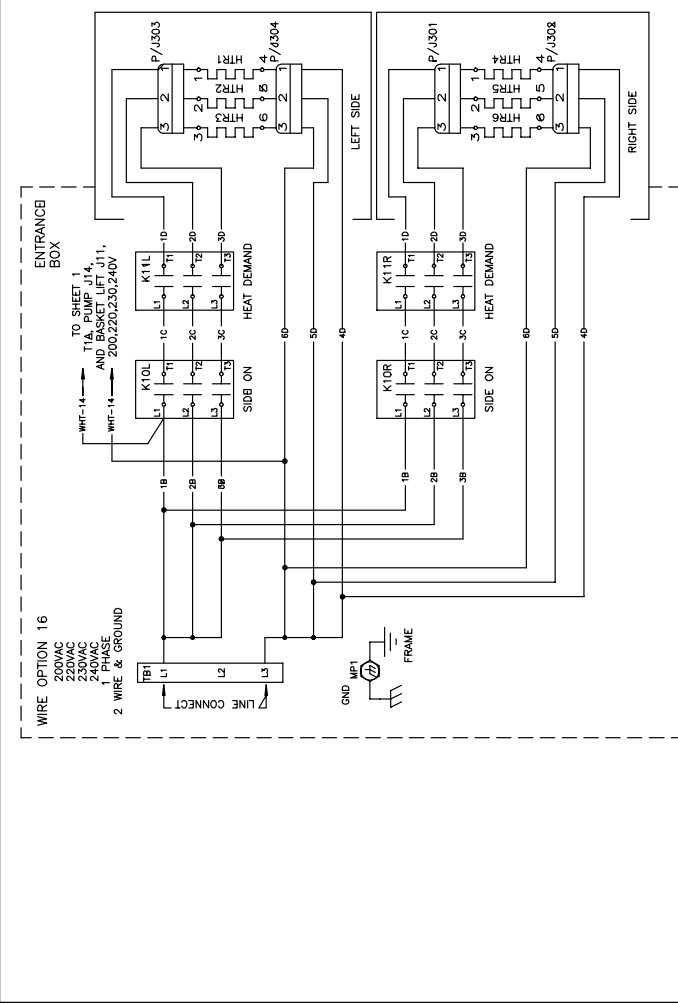 P/J303
P/J304
P/J301
P/J302
1
2
3
HTR1
HTR2
HTR3
1
2
3
4
5
6
1
2
3
LEFT SIDE
1
2
3
HTR4
HTR5
HTR6
1
2
3
4
5
6
1
2
3
RIGHT SIDE
ENTRANCE
BOX
TO SHEET 1
T1A, PUMP J14,
AND BASKET LIFT J11,
200,220,230,240V
WHT-14
WHT-14
1D
2D
3D
K11L
T1
T2
T3
L1
L2
L3
HEAT DEMAND
1C
2C
3C
K10L
T1
T2
T3
L1
L2
L3
SIDE ON
1B
2B
6D
5D
4D
1D
2D
3D
K11R
T1
T2
T3
L1
L2
L3
HEAT DEMAND
1C
2C
3C
K10R
T1
T2
T3
L1
L2
L3
SIDE ON
1B
2B
3B
6D
5D
4D
WIRE OPTION 16
200VAC
220VAC
230VAC
240VAC
1 PHASE
2 WIRE & GROUND
TB1
L1
L2
L3
LINE CONNECT
GND
MP1
FRAME